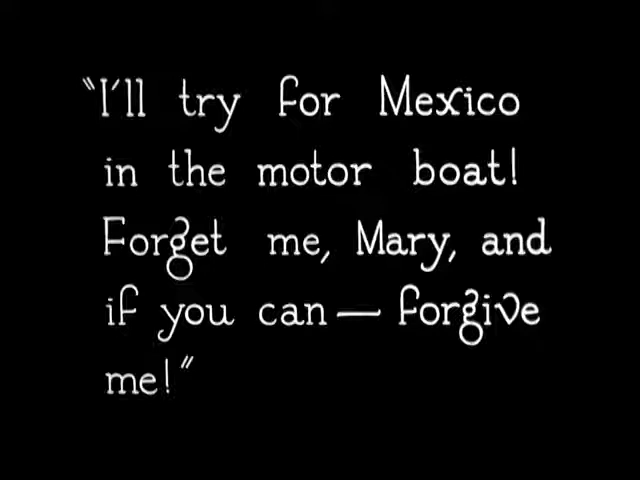 "I'll try for Mexico
in the motor boat!
Forget me, Mary, and
if you can — forgive
me!"